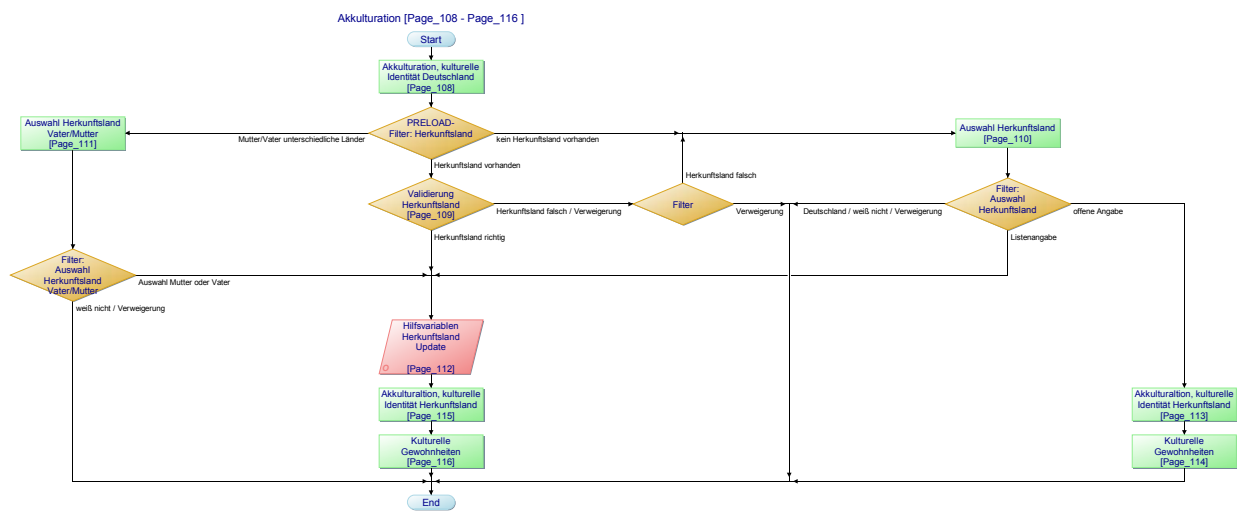 Akkulturation [Page_108 - Page_116 ]
Start
Akkulturation, kulturelle
Identität Deutschland
[Page_108]
PRELOAD-
Filter: Herkunftsland
Mutter/Vater unterschiedliche Länder
kein Herkunftsland vorhanden
Herkunftsland vorhanden
Auswahl Herkunftsland
Vater/Mutter
[Page_111]
Auswahl Herkunftsland
[Page_110]
Herkunftsland falsch
Validierung
Herkunftsland
[Page_109]
Herkunftsland falsch / Verweigerung
Filter
Verweigerung
Deutschland / weiß nicht / Verweigerung
Filter:
Auswahl
Herkunftsland
offene Angabe
Herkunftsland richtig
Listenangabe
Filter:
Auswahl
Herkunftsland
Vater/Mutter
Auswahl Mutter oder Vater
weiß nicht / Verweigerung
Hilfsvariablen
Herkunftsland
Update
[Page_112]
Akkulturaltion, kulturelle
Identität Herkunftsland
[Page_115]
Akkulturaltion, kulturelle
Identität Herkunftsland
[Page_113]
Kulturelle
Gewohnheiten
[Page_116]
Kulturelle
Gewohnheiten
[Page_114]
End